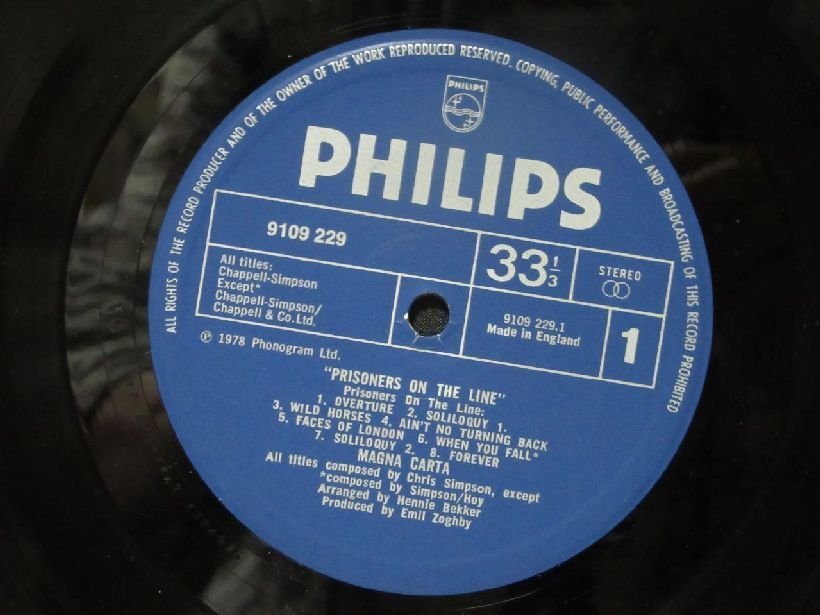 ALL RIGHTS OF THE RECORD PRODUCER AND OF THE OWNER OF THE WORK REPRODUCED RESERVED. COPYING, PUBLIC PERFORMANCE AND BROADCASTING OF THIS RECORD PROHIBITED
PHILIPS
PHILIPS
9109 229
33 1/3
STEREO
All titles:
Chappell-Simpson
Except*
Chappell-Simpson/
Chappell & Co.Ltd.
9109 229.1
Made in England
1
℗ 1978 Phonogram Ltd.
"PRISONERS ON THE LINE"
Prisoners On The Line:
1. OVERTURE 2. SOLILOQUY 1.
3. WILD HORSES 4. AIN'T NO TURNING BACK
5. FACES OF LONDON 6. WHEN YOU FALL*
7. SOLILOQUY 2. 8. FOREVER
MAGNA CARTA
All titles composed by Chris Simpson, except
*composed by Simpson/Hoy
Arranged by Hennie Bekker
Produced by Emil Zoghby